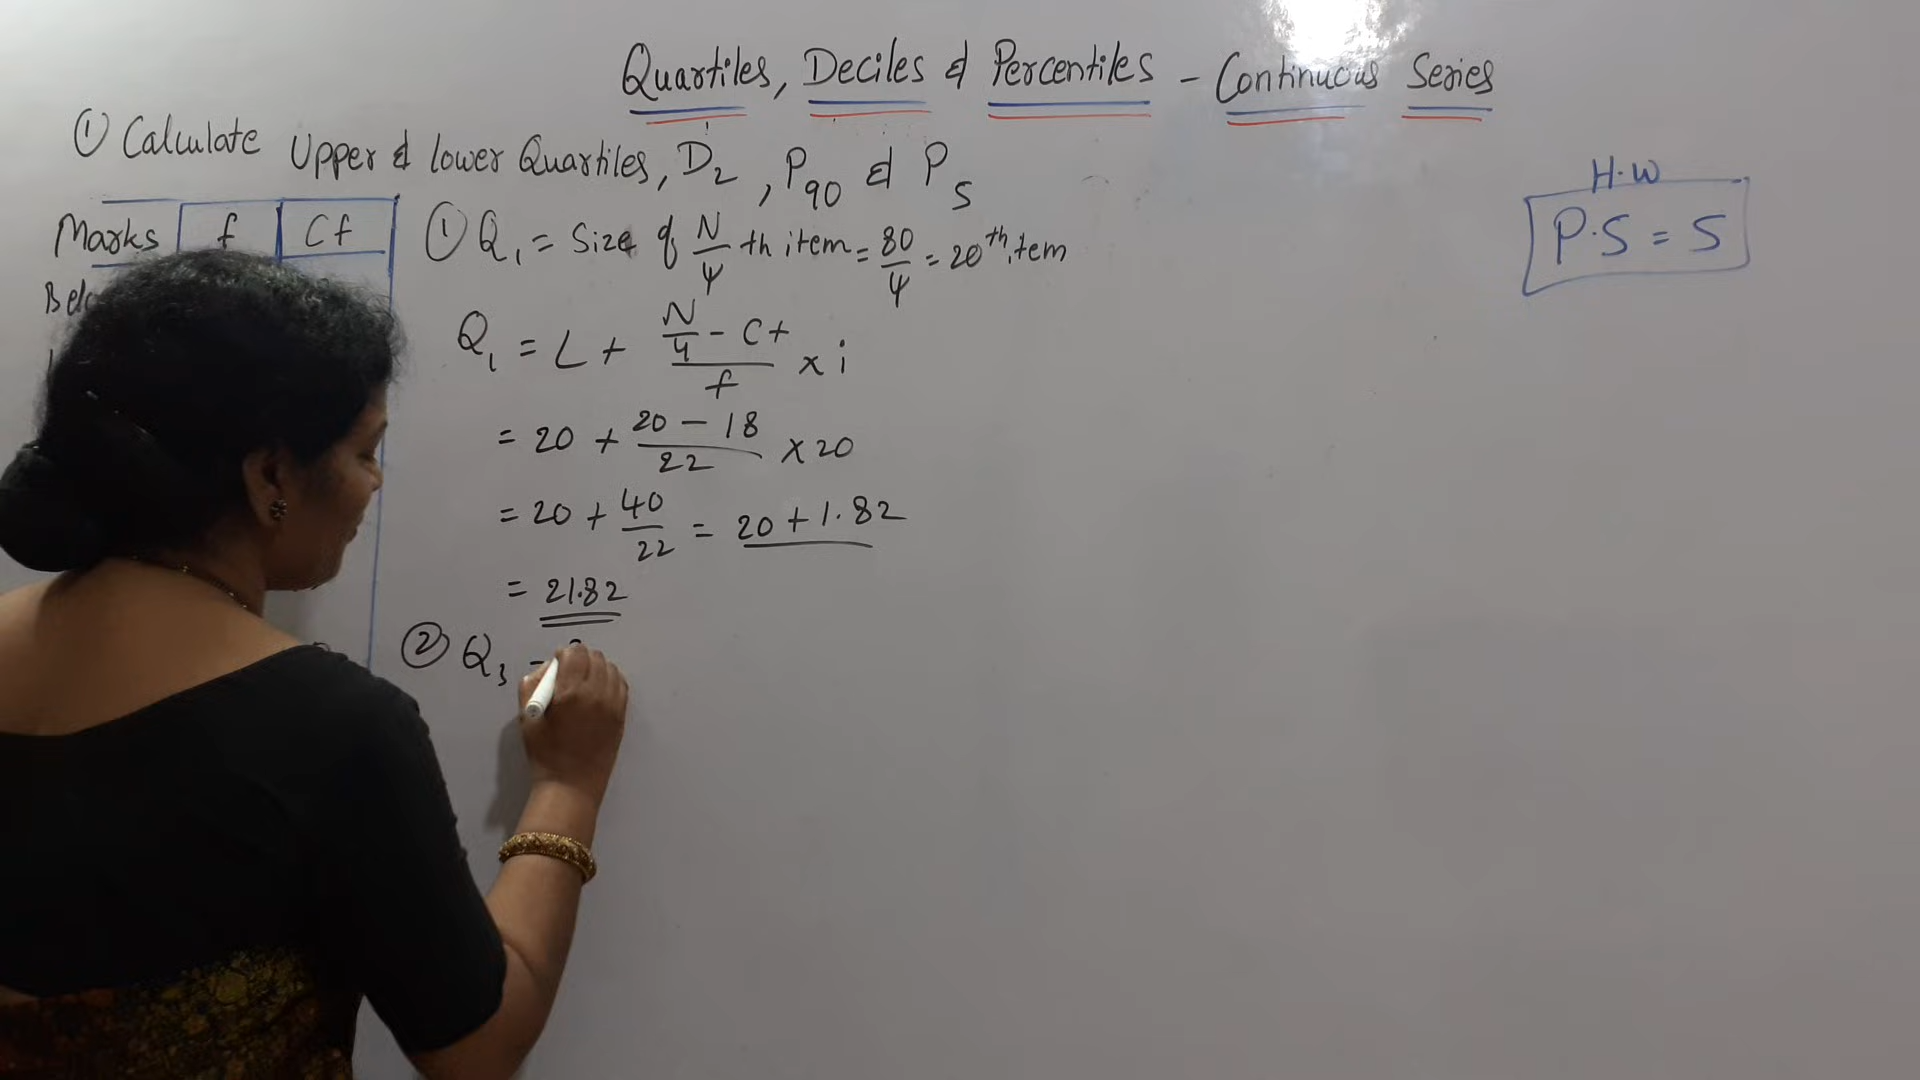 Quartiles, Deciles & Percentiles - Continuous Series
① Calculate Upper & lower Quartiles, D₂, P₉₀ & P₅
H.W
P.S = S
Marks f Cf
① Q₁ = Size of N/4 th item = 80/4 = 20th item
Q₁ = L + (N/4 - Cf)/f x i
= 20 + (20 - 18)/22 x 20
= 20 + 40/22 = 20 + 1.82
= 21.82
② Q₃ =